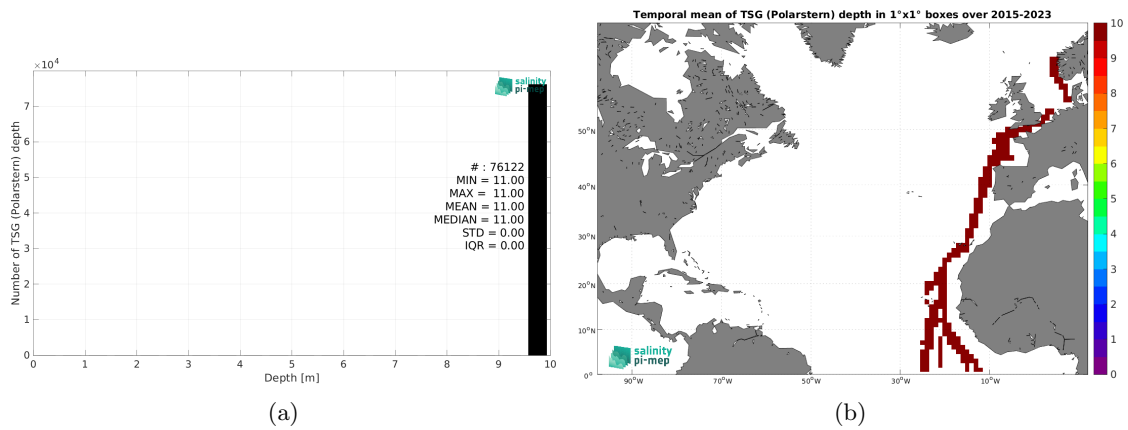 Temporal mean of TSG (Polarstern) depth in 1°x1° boxes over 2015-2023
×10⁴
7
6
5
4
3
2
1
0
Number of TSG (Polarstern) depth
salinity
pi-mep
# : 76122
MIN = 11.00
MAX = 11.00
MEAN = 11.00
MEDIAN = 11.00
STD = 0.00
IQR = 0.00
0 1 2 3 4 5 6 7 8 9 10
Depth [m]
50°N
40°N
30°N
20°N
10°N
0°
salinity
pi-mep
90°W 70°W 50°W 30°W 10°W
10
9
8
7
6
5
4
3
2
1
0
(a) (b)